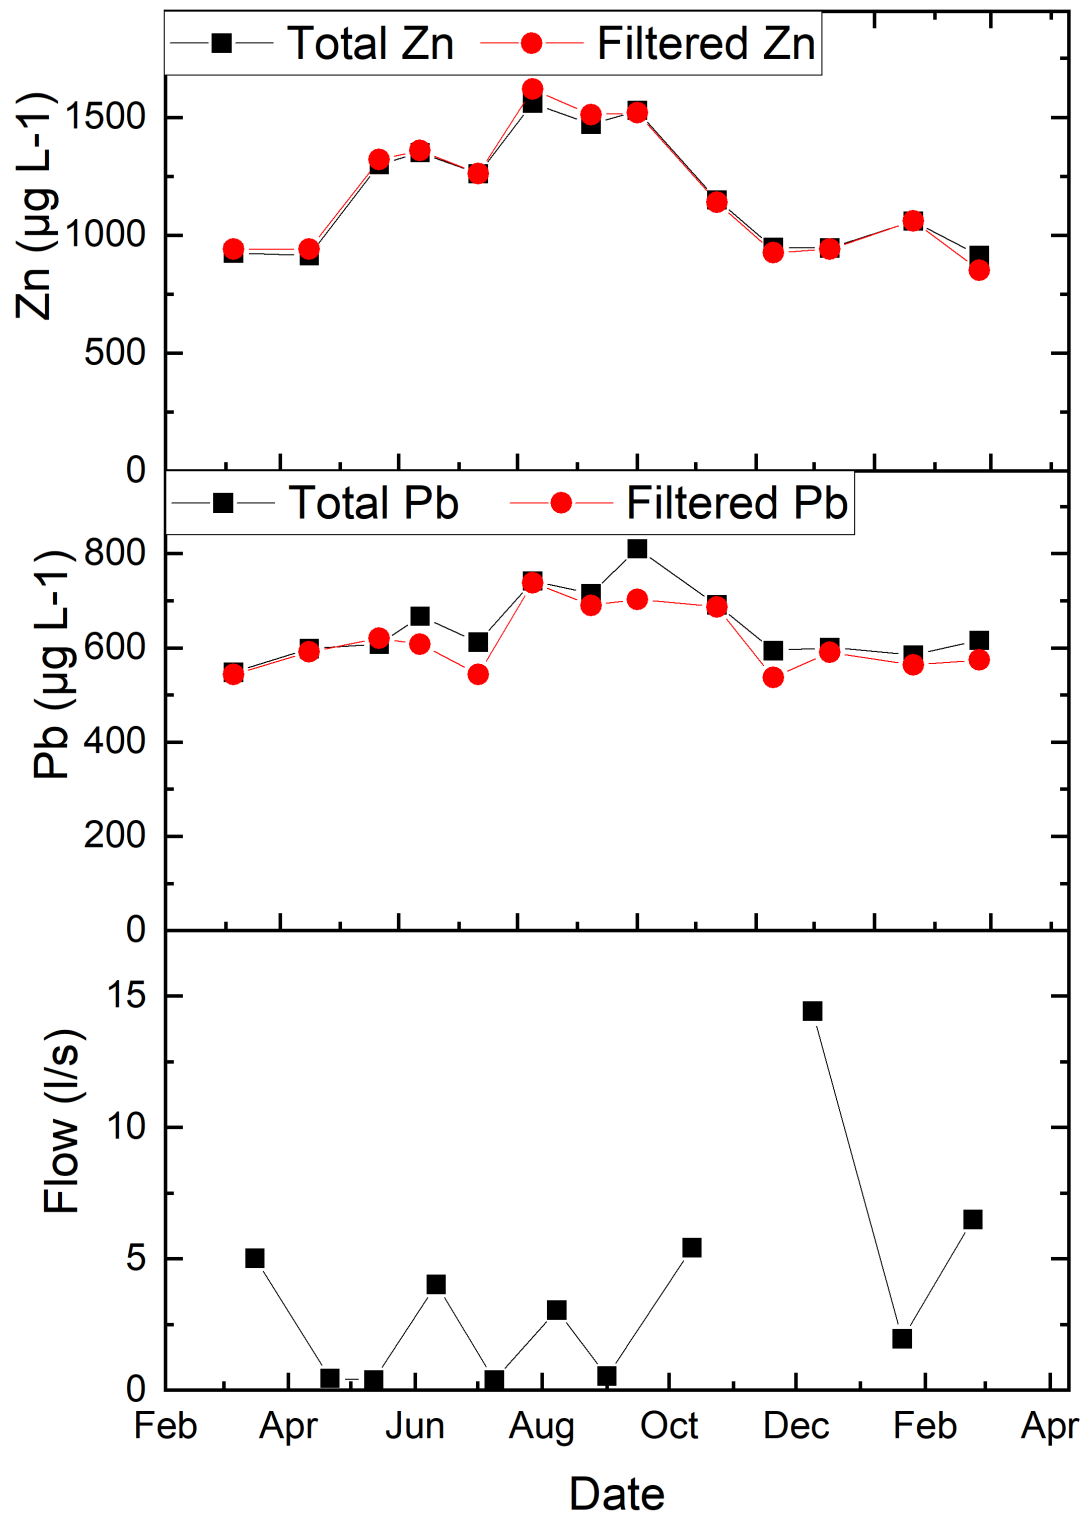 Total Zn Filtered Zn
Zn (µg L-1)
1500
1000
500
0
Total Pb Filtered Pb
Pb (µg L-1)
800
600
400
200
0
Flow (l/s)
15
10
5
0
Feb Apr Jun Aug Oct Dec Feb Apr
Date